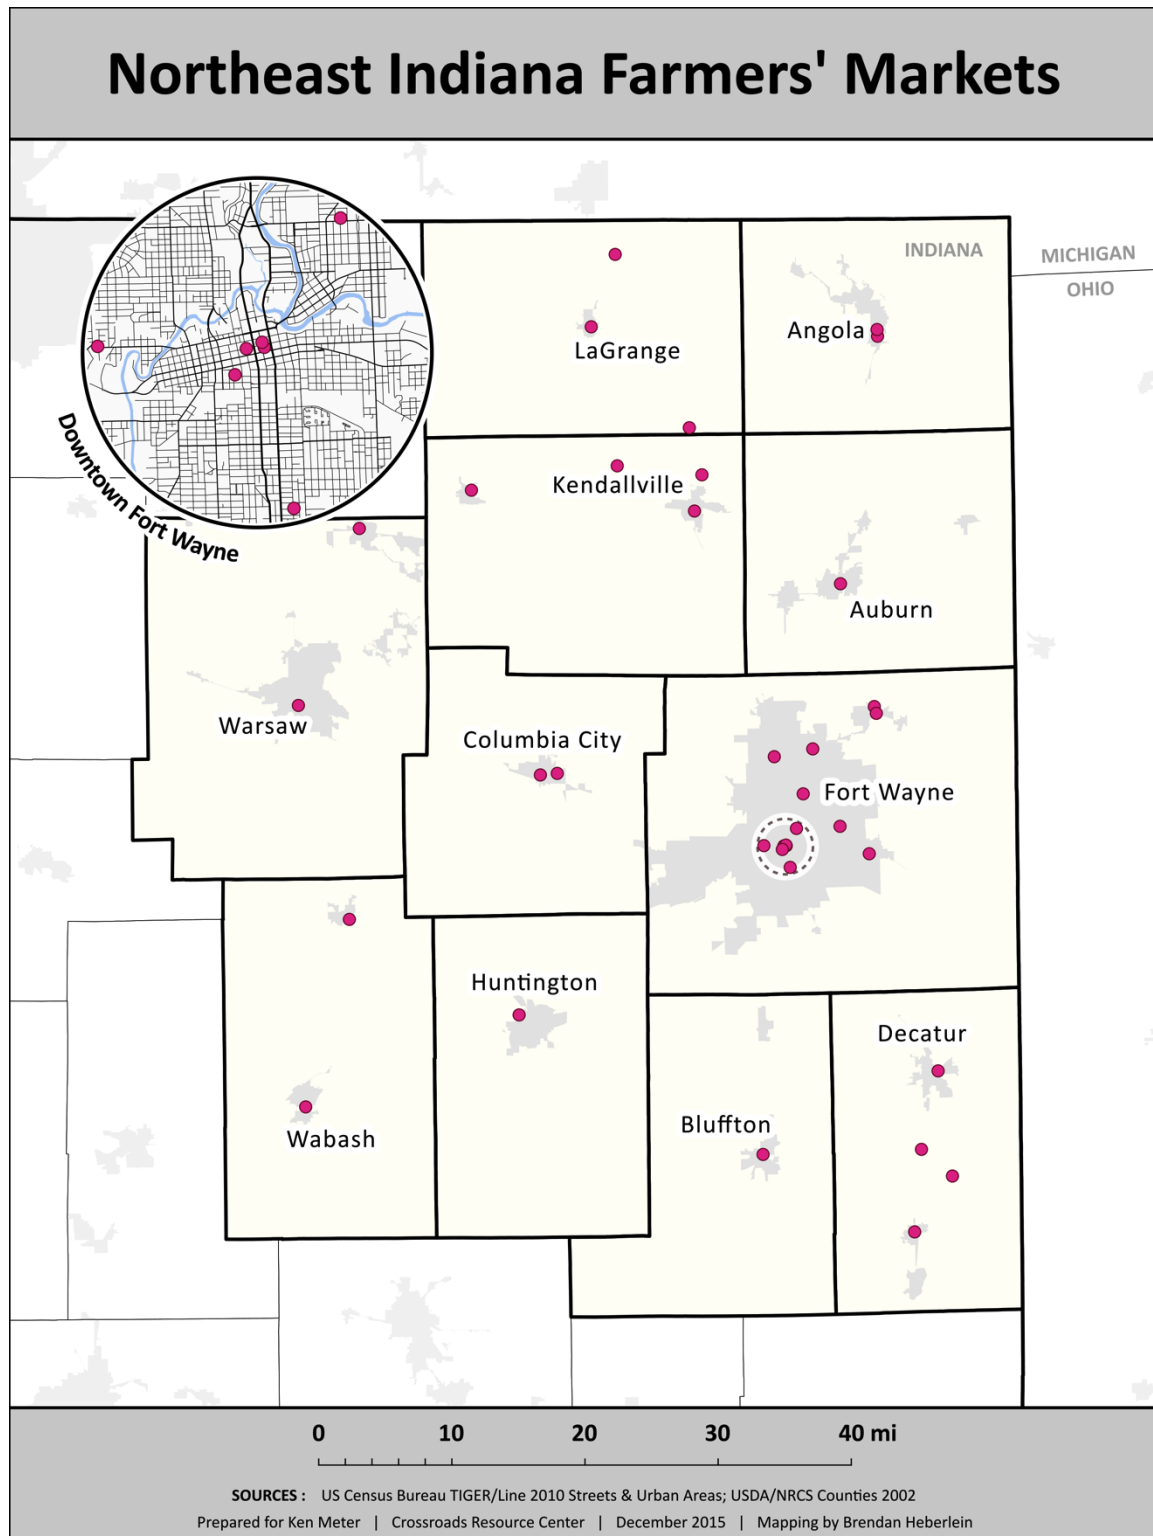 Northeast Indiana Farmers' Markets
INDIANA
MICHIGAN
OHIO
Angola
LaGrange
Downtown Fort Wayne
Kendallville
Auburn
Warsaw
Columbia City
Fort Wayne
Huntington
Decatur
Bluffton
Wabash
0 10 20 30 40 mi
SOURCES : US Census Bureau TIGER/Line 2010 Streets & Urban Areas; USDA/NRCS Counties 2002
Prepared for Ken Meter | Crossroads Resource Center | December 2015 | Mapping by Brendan Heberlein